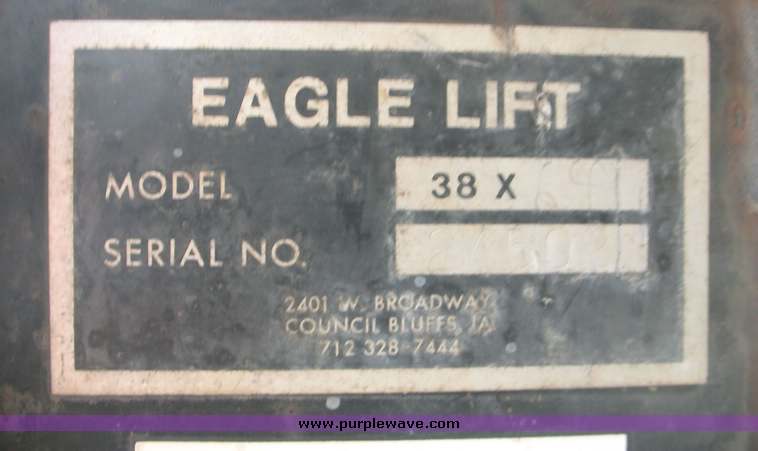 EAGLE LIFT
MODEL 38 X
SERIAL NO.
2401 W. BROADWAY
COUNCIL BLUFFS, IA
712 328-7444
www.purplewave.com